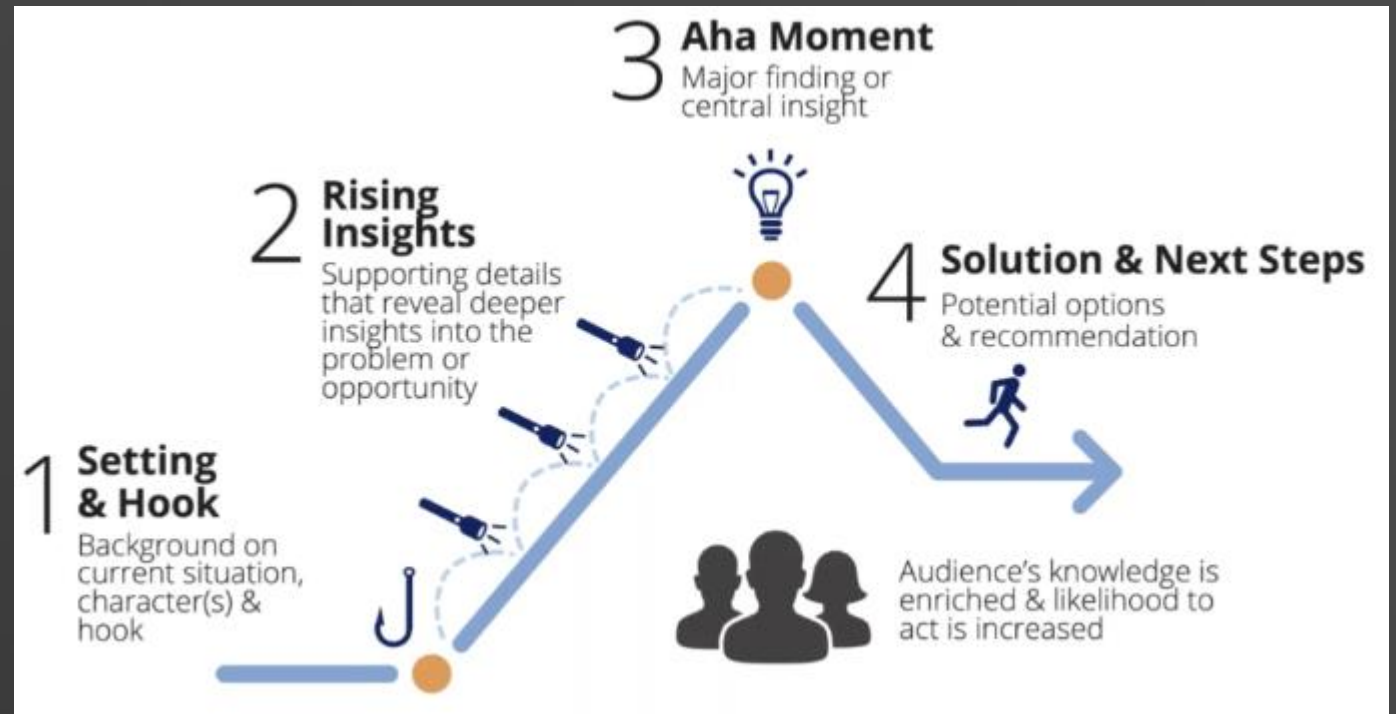 1
Setting
& Hook
Background on
current situation,
character(s) &
hook
2
Rising
Insights
Supporting details
that reveal deeper
insights into the
problem or
opportunity
3
Aha Moment
Major finding or
central insight
4
Solution & Next Steps
Potential options
& recommendation
Audience’s knowledge is
enriched & likelihood to
act is increased